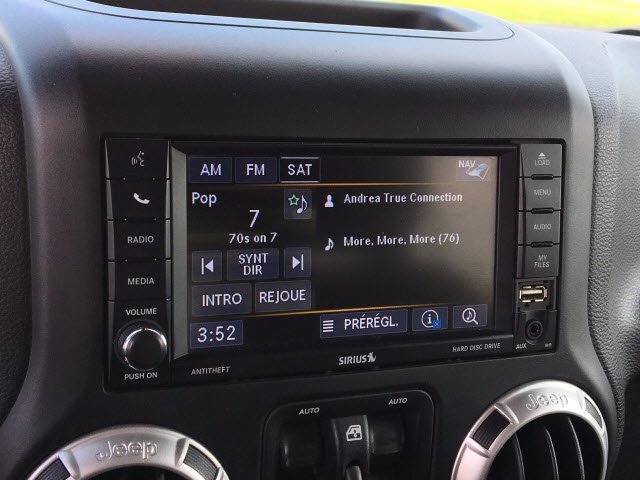 LOAD
AM FM SAT
NAV
MENU
Pop
Andrea True Connection
7
RADIO
AUDIO
70s on 7
More, More, More (76)
SYNT
DIR
MEDIA
MY
FILES
INTRO REJOUE
VOLUME
3:52
PRÉRÉGL.
PUSH ON
ANTITHEFT
SIRIUS
HARD DISC DRIVE
AUX
AUTO
AUTO
Jeep
Jeep